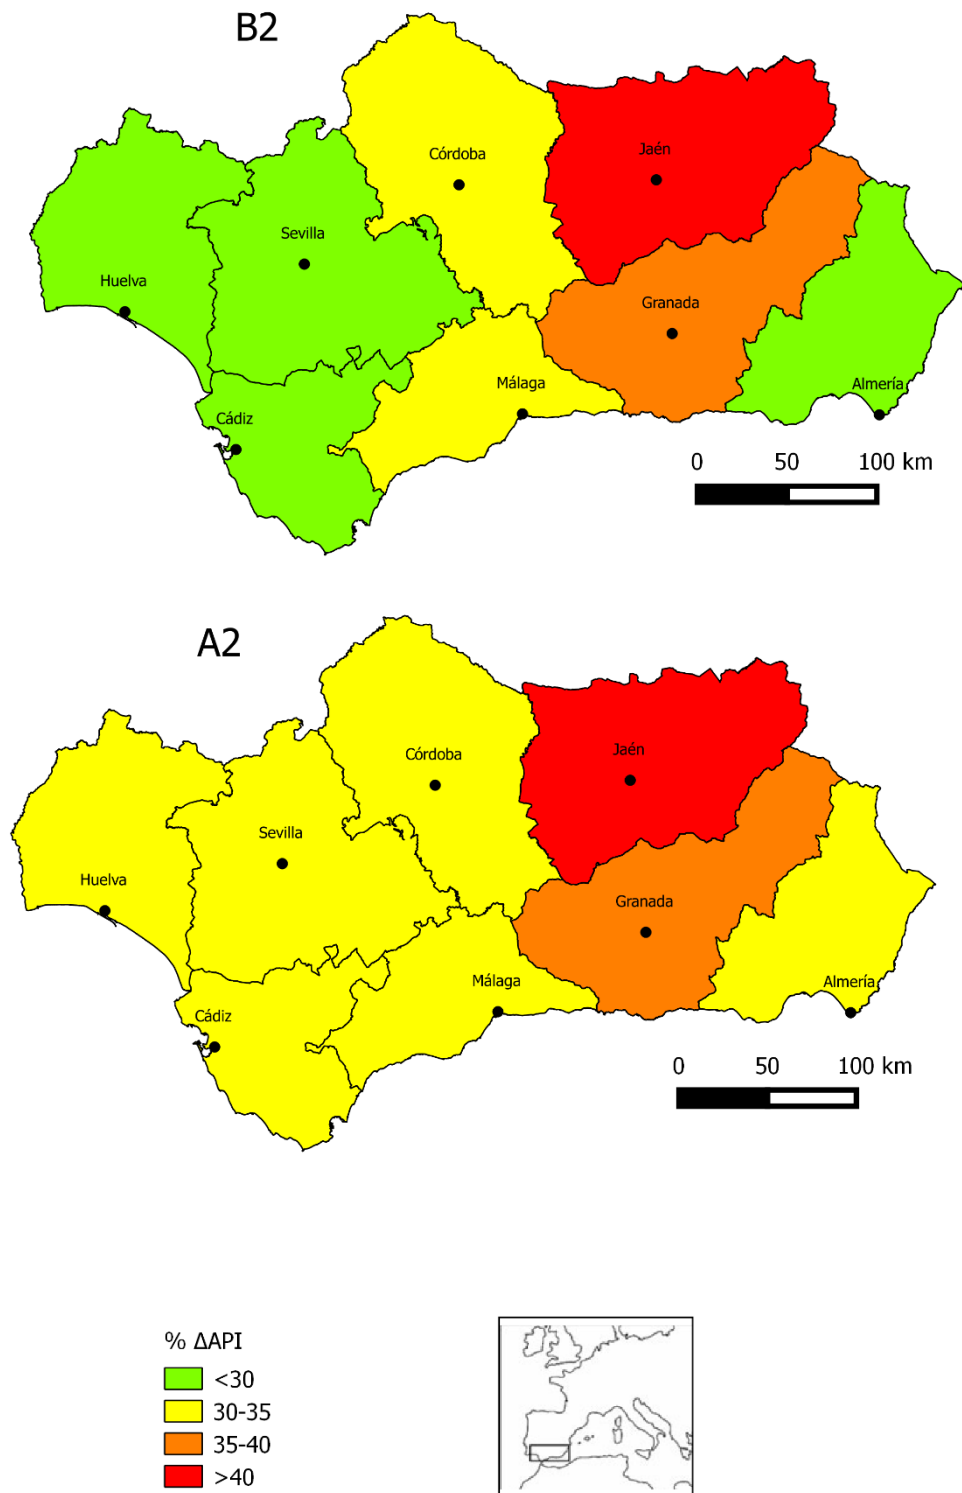 B2
Córdoba
Jaén
Sevilla
Huelva
Granada
Málaga
Almería
Cádiz
0 50 100 km
A2
Córdoba
Jaén
Sevilla
Huelva
Granada
Málaga
Almería
Cádiz
0 50 100 km
% ΔAPI
<30
30-35
35-40
>40